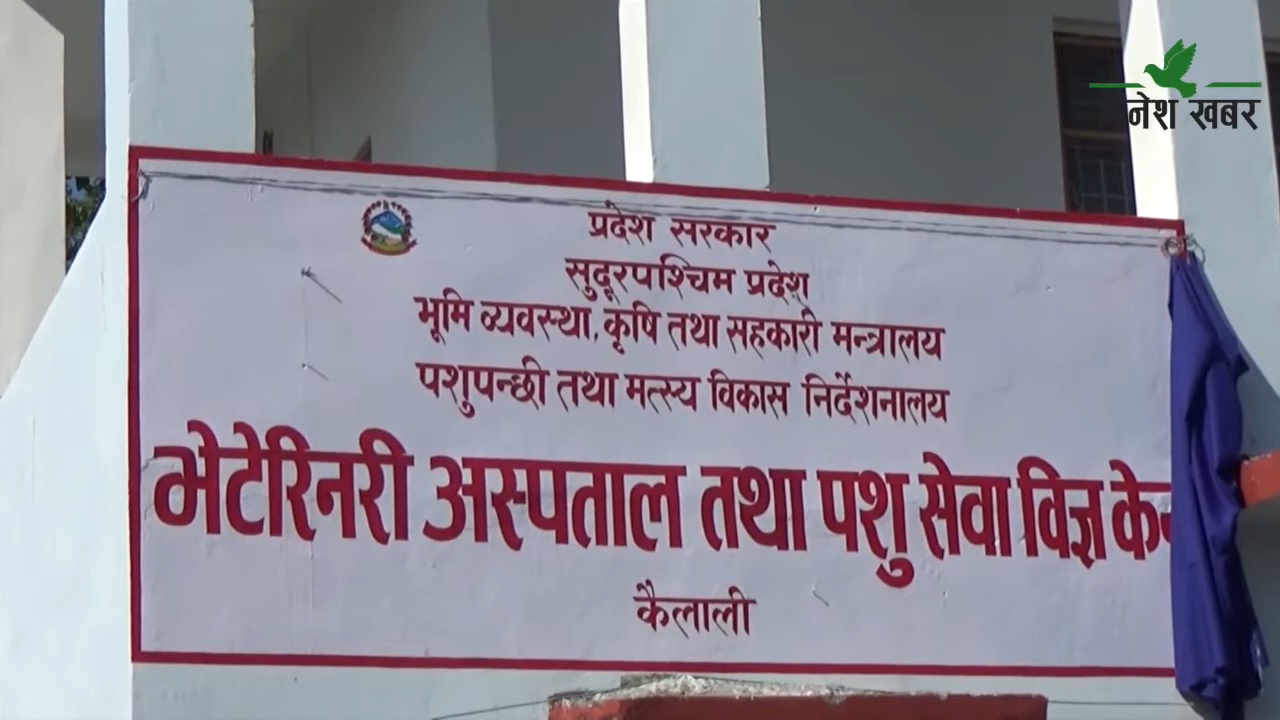 नेश खबर
प्रदेश सरकार
सुदूरपश्चिम प्रदेश
भूमि व्यवस्था, कृषि तथा सहकारी मन्त्रालय
पशुपन्छी तथा मत्स्य विकास निर्देशनालय
भेटेरिनरी अस्पताल तथा पशु सेवा विज्ञ
कैलाली